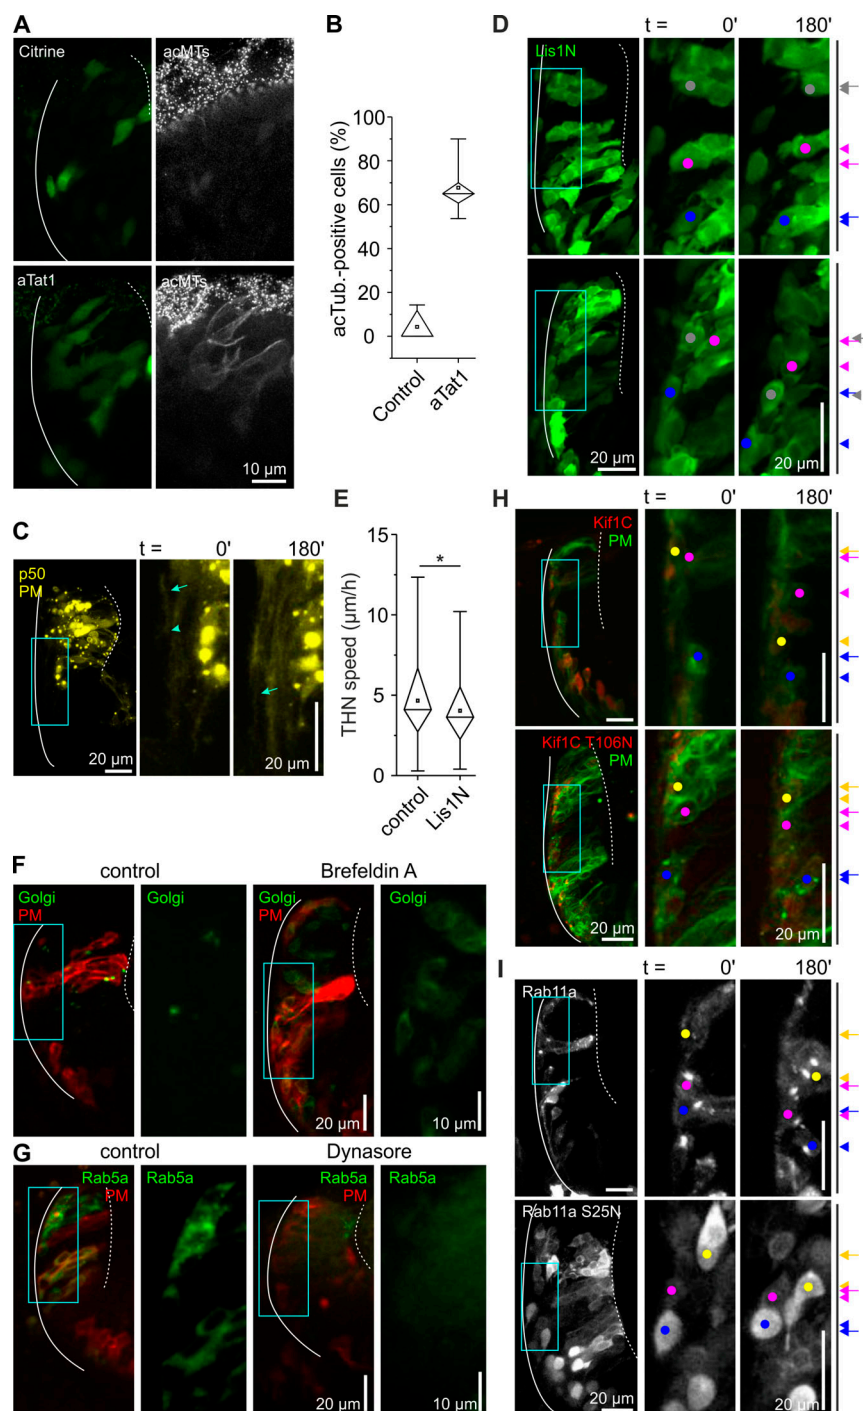 A
Citrine
acMTs
aTat1
acMTs
10 µm
B
acTub.-positive cells (%)
100
80
60
40
20
0
Control
aTat1
C
t = 0' 180'
p50
PM
20 µm
20 µm
D
t = 0' 180'
Lis1N
20 µm
20 µm
E
THN speed (µm/h)
15
10
5
0
*
control
Lis1N
F
control
Brefeldin A
Golgi
PM
Golgi
Golgi
PM
Golgi
20 µm
10 µm
G
control
Dynasore
Rab5a
PM
Rab5a
Rab5a
PM
Rab5a
20 µm
10 µm
H
t = 0' 180'
Kif1C
PM
Kif1C T106N
PM
20 µm
20 µm
I
t = 0' 180'
Rab11a
Rab11a S25N
20 µm
20 µm